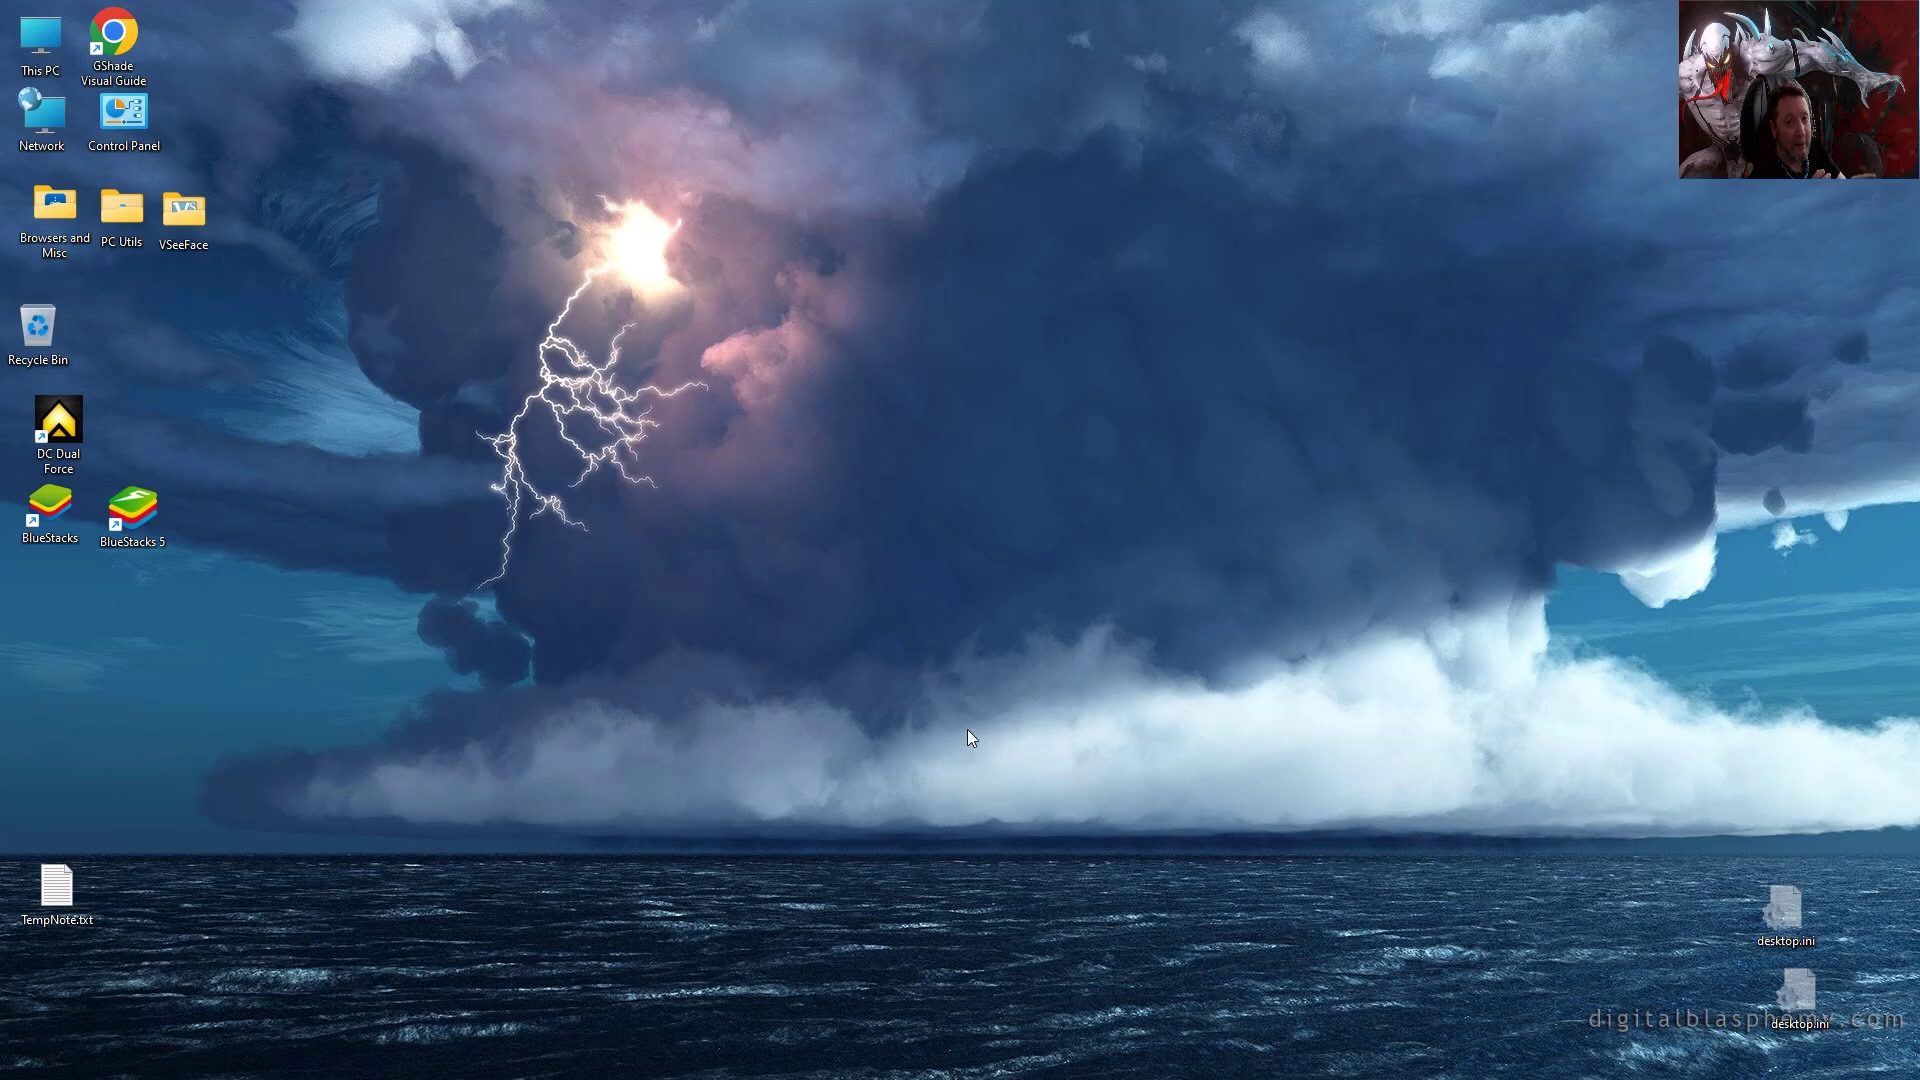 This PC
GShade
Visual Guide
Network
Control Panel
Browsers and
Misc
PC Utils
VSeeFace
Recycle Bin
DC Dual
Force
BlueStacks
BlueStacks 5
TempNote.txt
desktop.ini
digitalblasphemy.com
desktop.ini